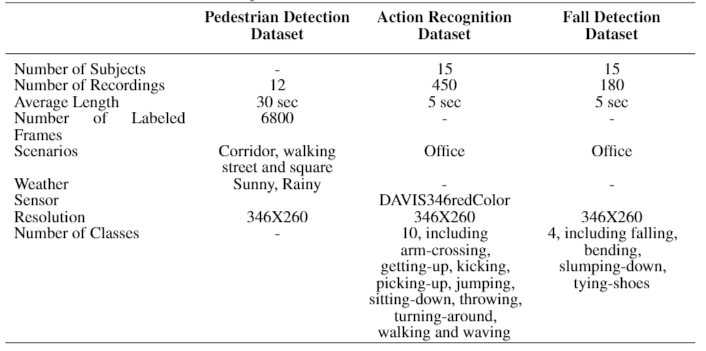 Pedestrian Detection Action Recognition Fall Detection
Dataset Dataset Dataset
Number of Subjects - 15 15
Number of Recordings 12 450 180
Average Length 30 sec 5 sec 5 sec
Number of Labeled 6800 - -
Frames
Scenarios Corridor, walking Office Office
street and square
Weather Sunny, Rainy - -
Sensor DAVIS346redColor
Resolution 346X260 346X260 346X260
Number of Classes - 10, including 4, including falling,
arm-crossing, bending,
getting-up, kicking, slumping-down,
picking-up, jumping, tying-shoes
sitting-down, throwing,
turning-around,
walking and waving